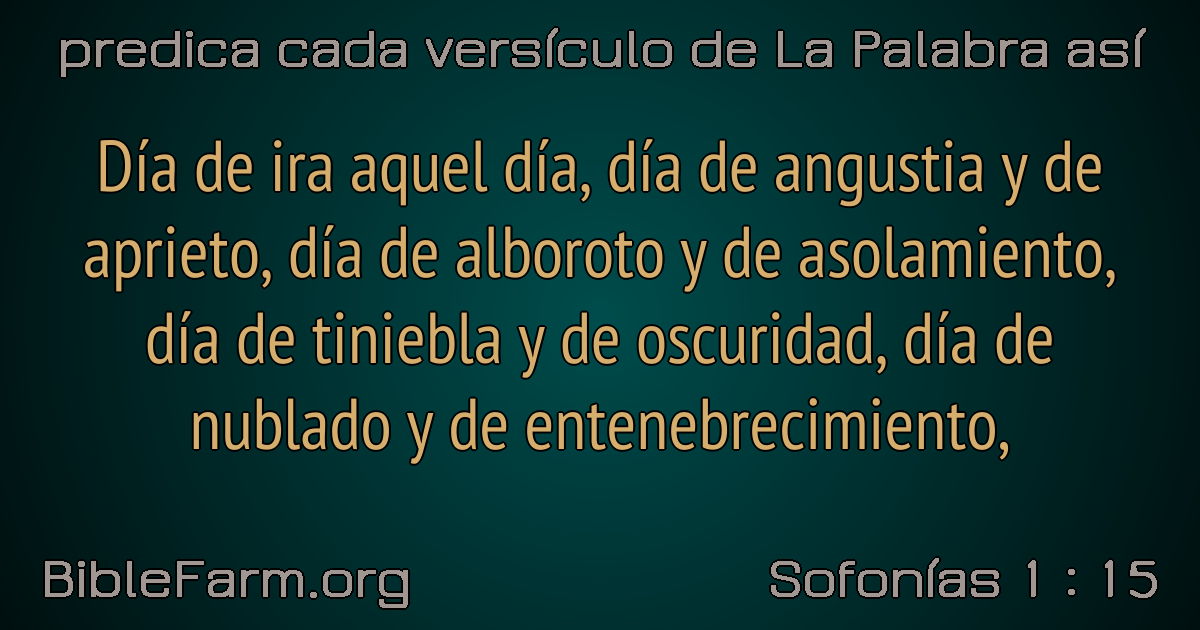 predica cada versículo de La Palabra así
Día de ira aquel día, día de angustia y de
aprieto, día de alboroto y de asolamiento,
día de tiniebla y de oscuridad, día de
nublado y de entenebrecimiento,
BibleFarm.org
Sofonías 1 : 15